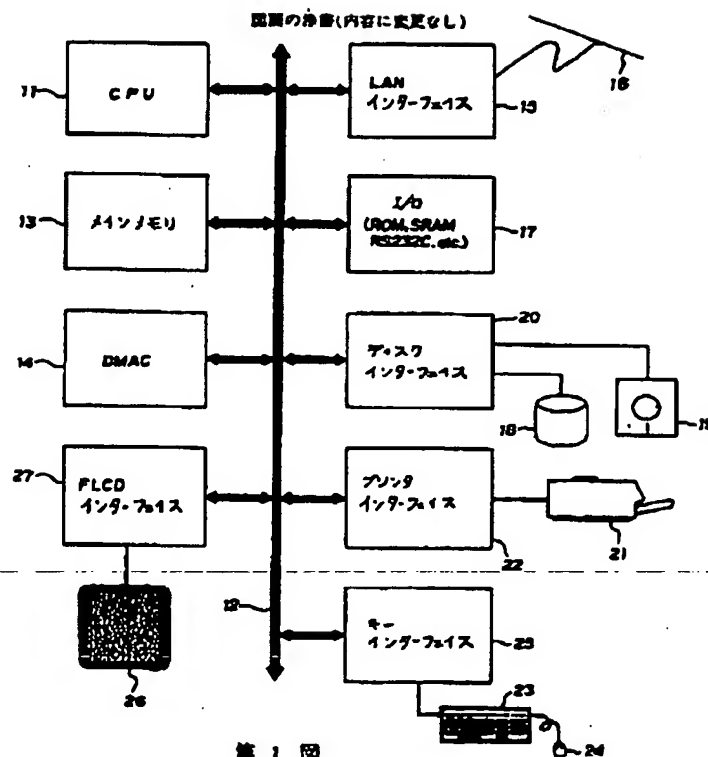 図面の浄書(内容に変更なし)
11
CPU
LAN
インターフェイス
15
16
13
メインメモリ
I/O
(ROM, SRAM
RS232C, etc)
17
14
DMAC
20
ディスク
インターフェイス
18
19
27
FLCD
インターフェイス
プリンタ
インターフェイス
22
21
12
キー
インターフェイス
25
26
23
24
第 1 図